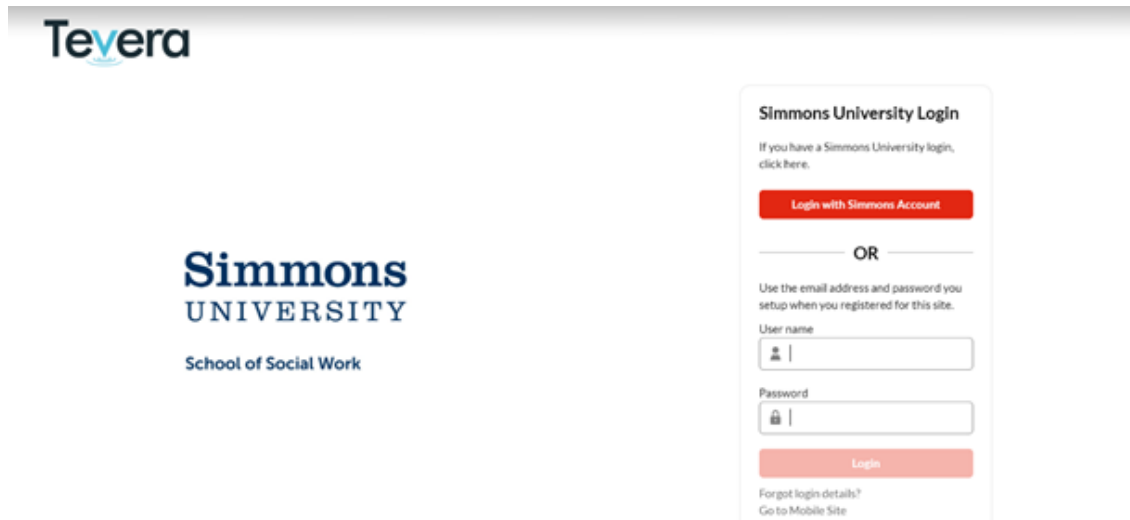 Tevera
Simmons
UNIVERSITY
School of Social Work
Simmons University Login
If you have a Simmons University login,
click here.
Login with Simmons Account
OR
Use the email address and password you
setup when you registered for this site.
User name
Password
Login
Forgot login details?
Go to Mobile Site